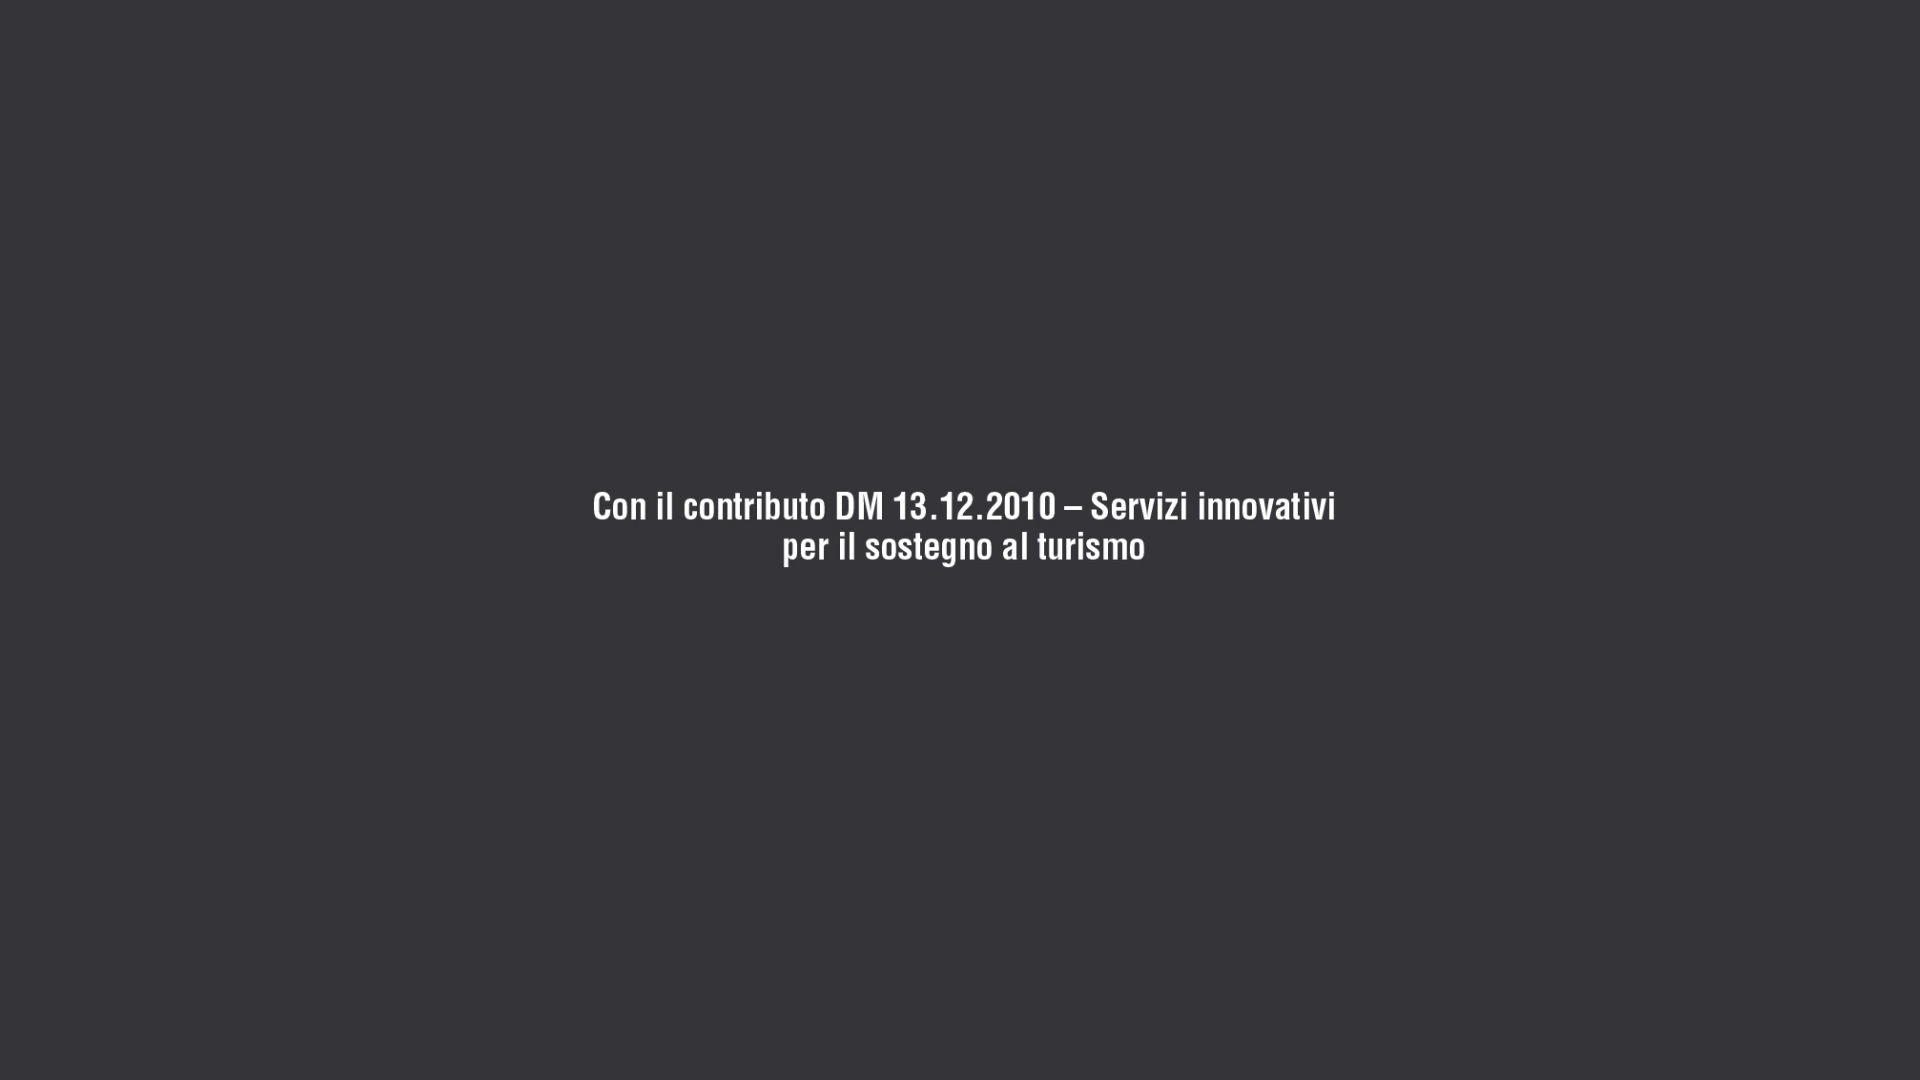 Con il contributo DM 13.12.2010 – Servizi innovativi
per il sostegno al turismo